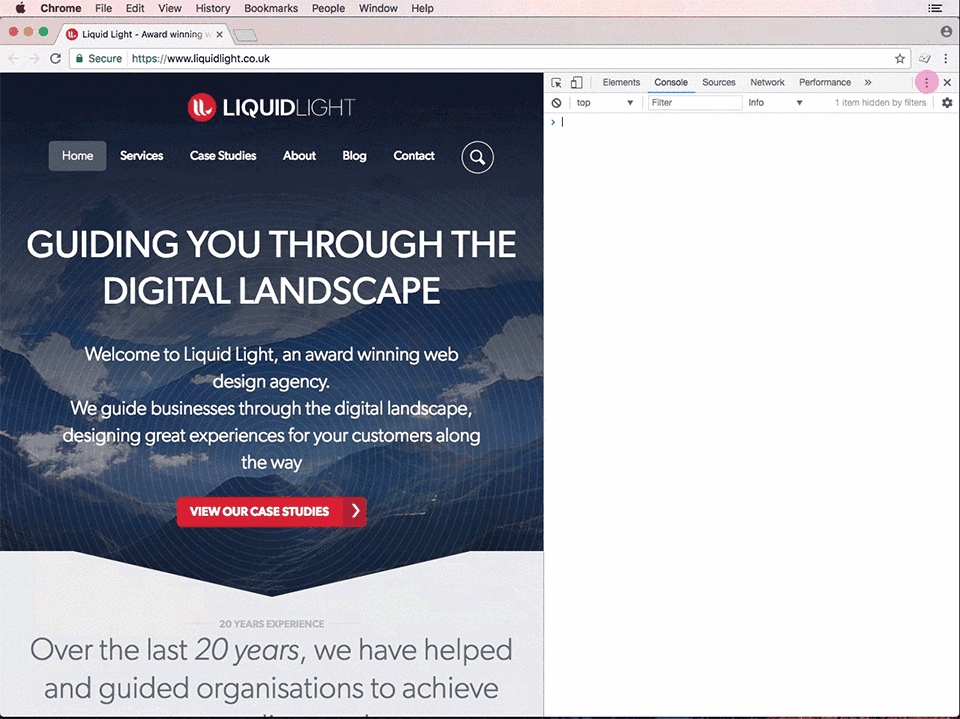 Chrome File Edit View History Bookmarks People Window Help
Liquid Light - Award winning w
Secure https://www.liquidlight.co.uk
LIQUIDLIGHT
Home Services Case Studies About Blog Contact
GUIDING YOU THROUGH THE
DIGITAL LANDSCAPE
Welcome to Liquid Light, an award winning web
design agency.
We guide businesses through the digital landscape,
designing great experiences for your customers along
the way
VIEW OUR CASE STUDIES
20 YEARS EXPERIENCE
Over the last 20 years, we have helped
and guided organisations to achieve
Elements Console Sources Network Performance »
top Filter Info 1 item hidden by filters